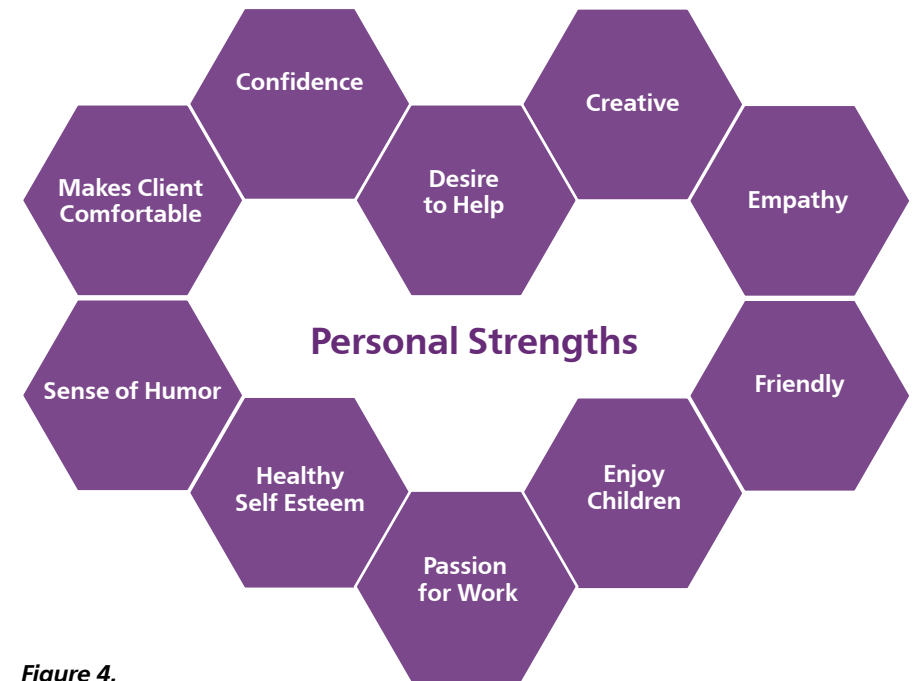 Confidence
Creative
Makes Client
Comfortable
Desire
to Help
Empathy
Personal Strengths
Sense of Humor
Friendly
Healthy
Self Esteem
Enjoy
Children
Passion
for Work
Figure 4.